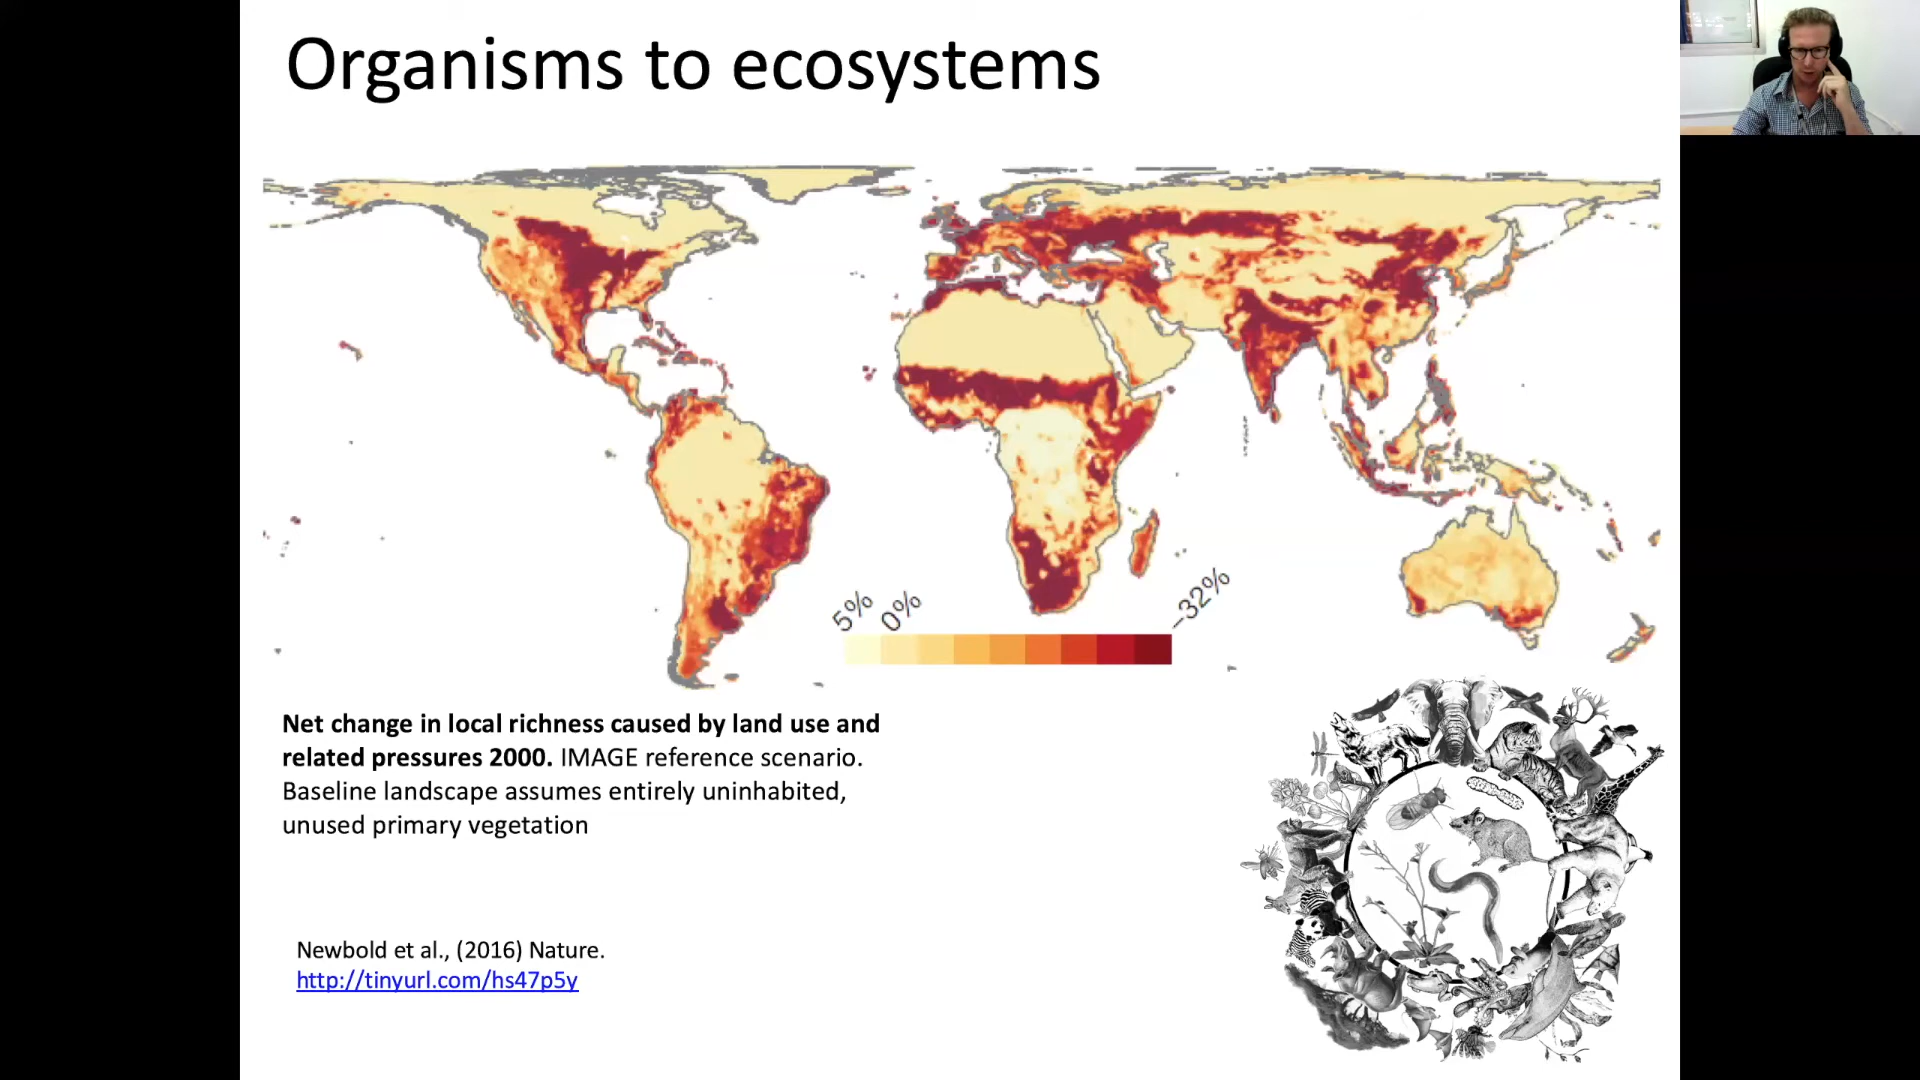 Organisms to ecosystems
5%
0%
−32%
Net change in local richness caused by land use and
related pressures 2000. IMAGE reference scenario.
Baseline landscape assumes entirely uninhabited,
unused primary vegetation
Newbold et al., (2016) Nature.
http://tinyurl.com/hs47p5y